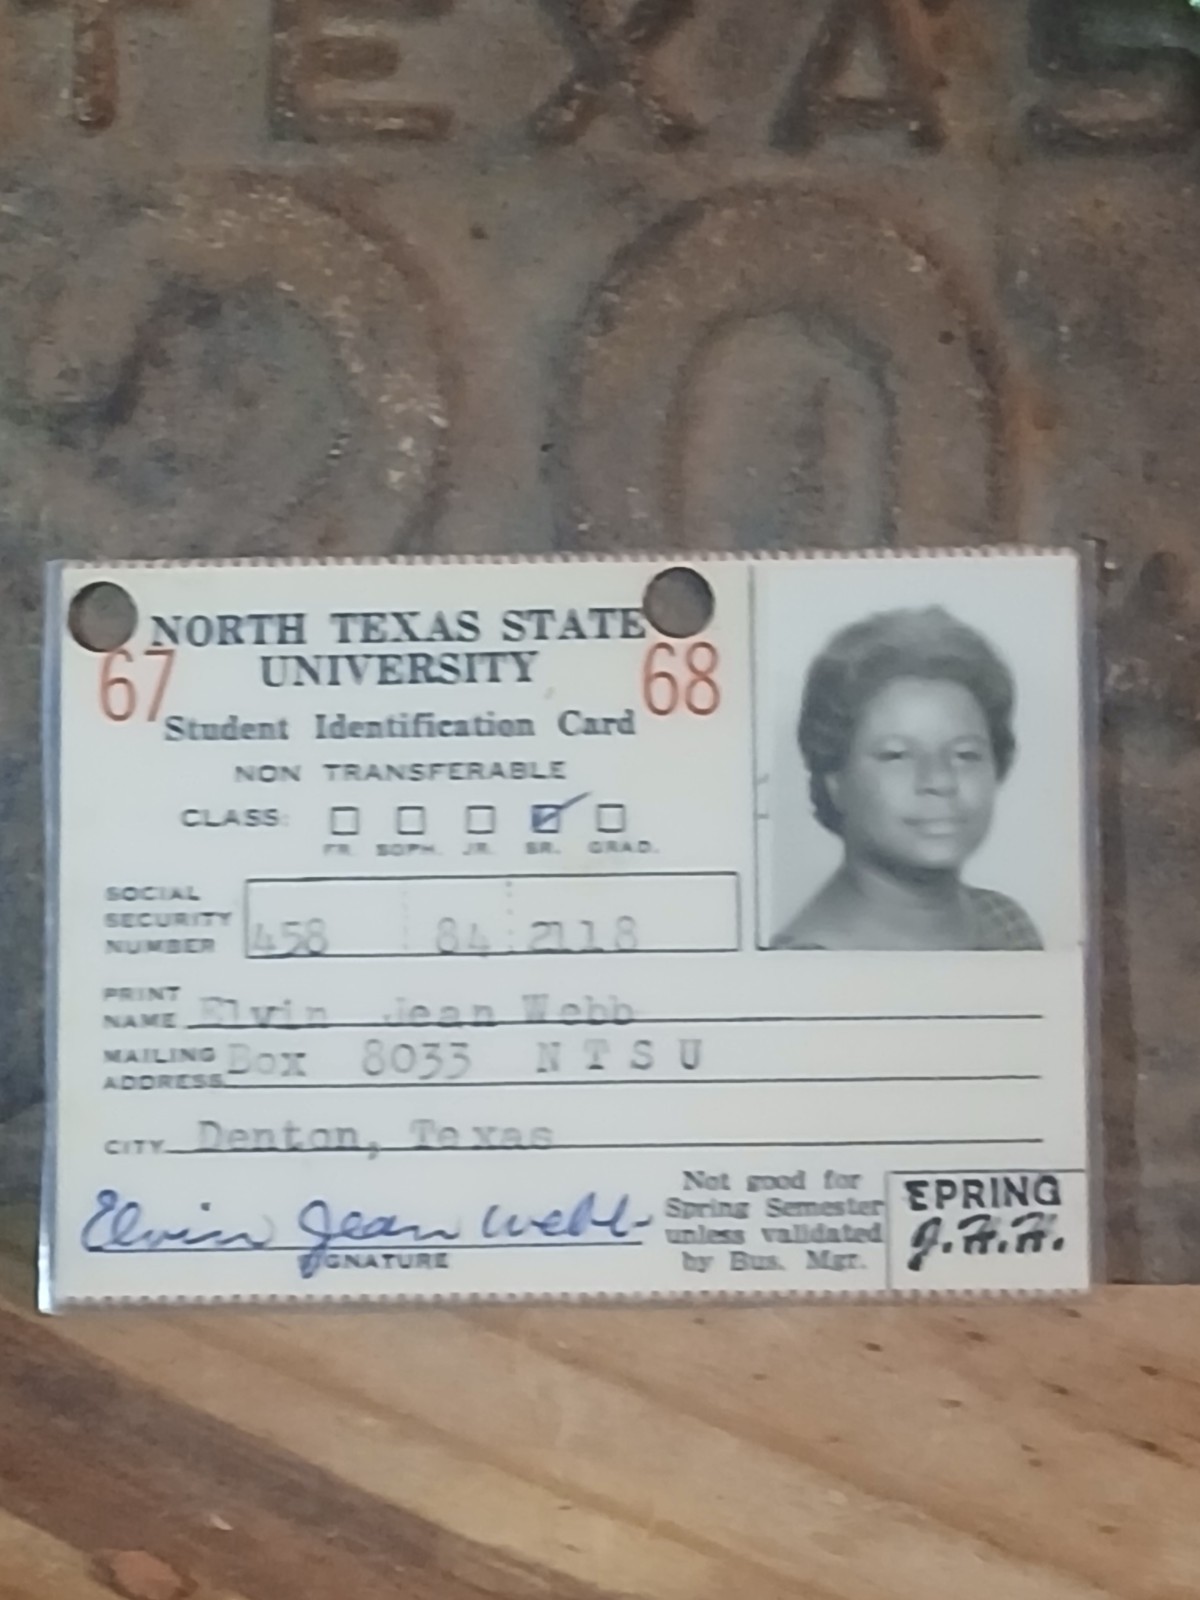 TEXAS
NORTH TEXAS STATE
UNIVERSITY
67 68
Student Identification Card
NON TRANSFERABLE
CLASS:
FR. SOPH. JR. SR. GRAD.
SOCIAL
SECURITY
NUMBER 458 84 2118
PRINT
NAME Elvin Jean Webb
MAILING
ADDRESS Box 8033 N T S U
CITY Denton, Texas
Elvin Jean Webb
SIGNATURE
Not good for
Spring Semester
unless validated
by Bus. Mgr.
SPRING
J.H.H.